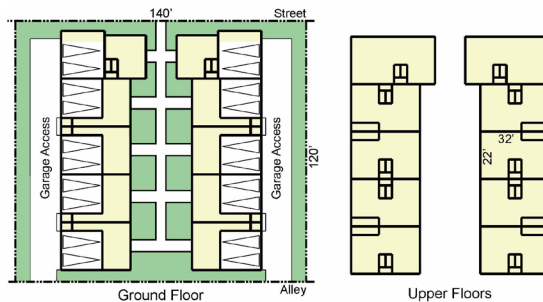 140'
Street
Garage Access
Garage Access
120'
32'
22'
Alley
Ground Floor
Upper Floors